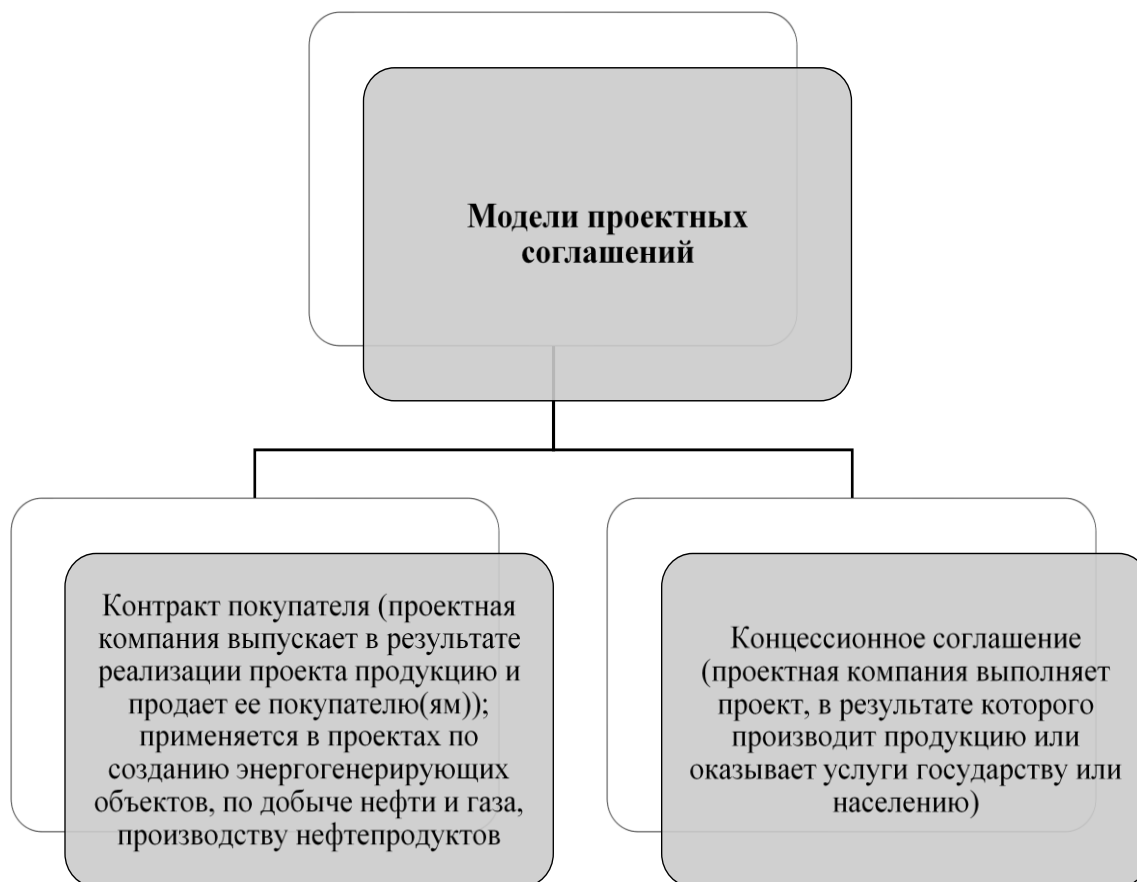 Модели проектных
соглашений
Контракт покупателя (проектная
компания выпускает в результате
реализации проекта продукцию и
продает ее покупателю(ям));
применяется в проектах по
созданию энергогенерирующих
объектов, по добыче нефти и газа,
производству нефтепродуктов
Концессионное соглашение
(проектная компания выполняет
проект, в результате которого
производит продукцию или
оказывает услуги государству или
населению)